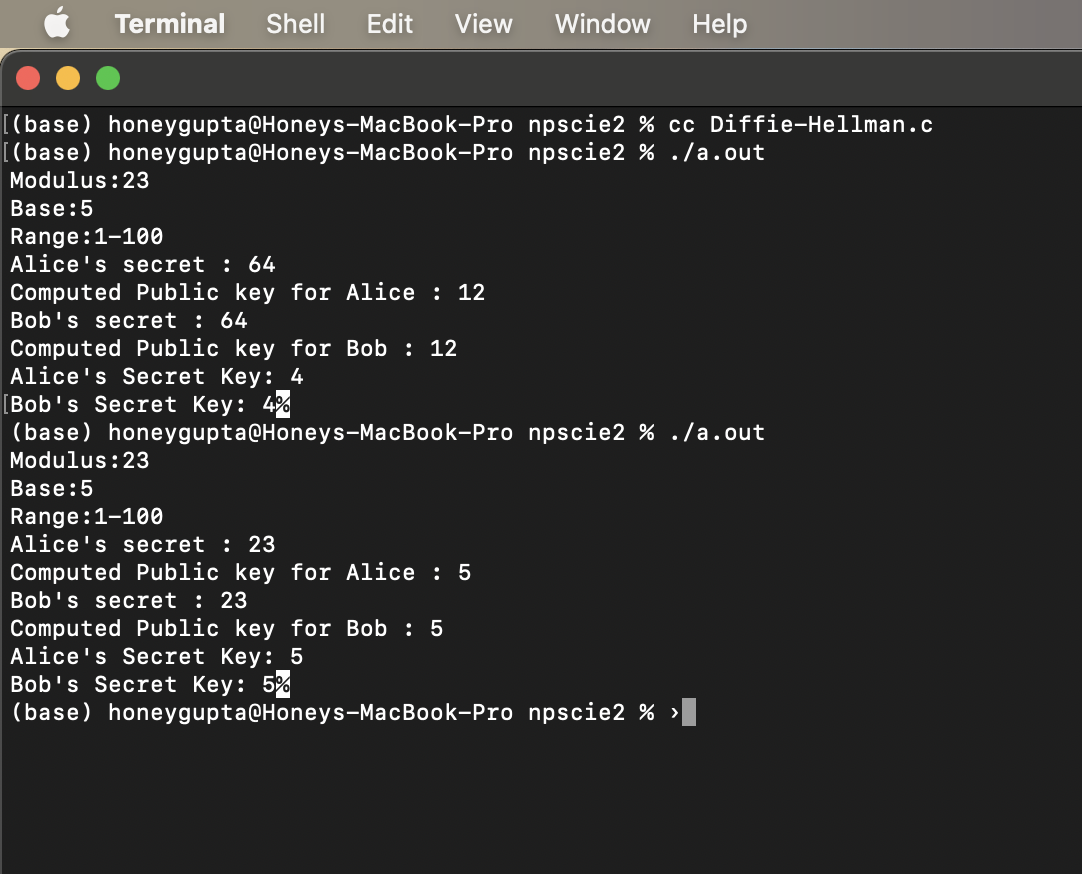 Terminal Shell Edit View Window Help
[(base) honeygupta@Honeys-MacBook-Pro npscie2 % cc Diffie-Hellman.c
[(base) honeygupta@Honeys-MacBook-Pro npscie2 % ./a.out
Modulus:23
Base:5
Range:1-100
Alice's secret : 64
Computed Public key for Alice : 12
Bob's secret : 64
Computed Public key for Bob : 12
Alice's Secret Key: 4
[Bob's Secret Key: 4%
(base) honeygupta@Honeys-MacBook-Pro npscie2 % ./a.out
Modulus:23
Base:5
Range:1-100
Alice's secret : 23
Computed Public key for Alice : 5
Bob's secret : 23
Computed Public key for Bob : 5
Alice's Secret Key: 5
Bob's Secret Key: 5%
(base) honeygupta@Honeys-MacBook-Pro npscie2 % ›